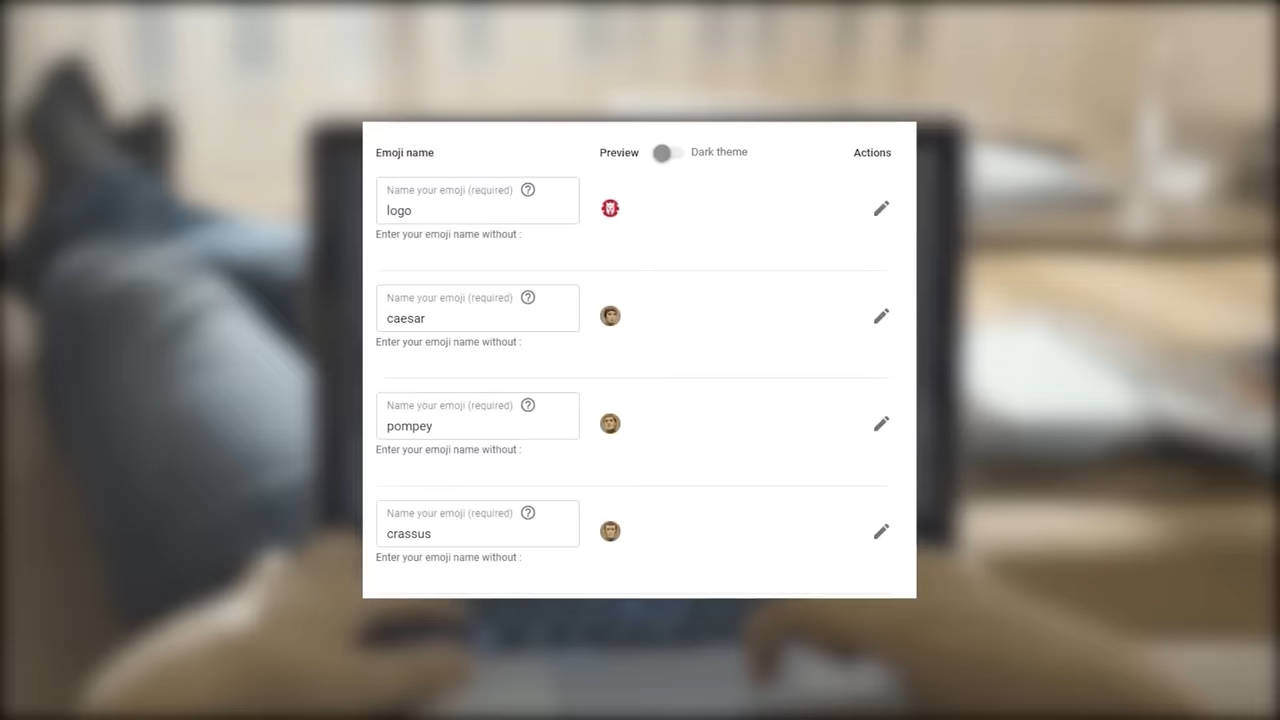 Emoji name Preview Dark theme Actions
Name your emoji (required)
logo
Enter your emoji name without :
Name your emoji (required)
caesar
Enter your emoji name without :
Name your emoji (required)
pompey
Enter your emoji name without :
Name your emoji (required)
crassus
Enter your emoji name without :